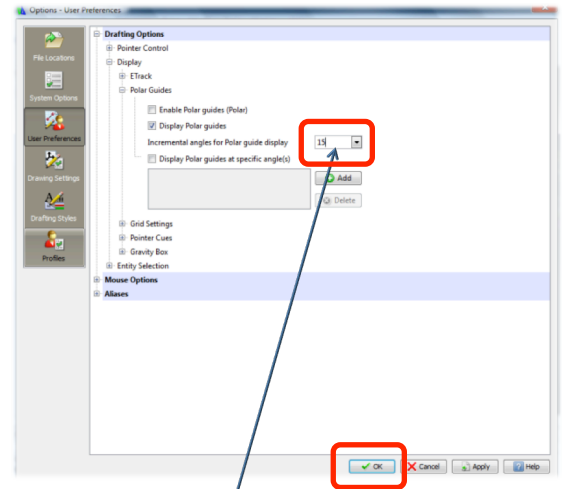 Options - User Preferences
File Locations
System Options
User Preferences
Drawing Settings
Drafting Styles
Profiles
Drafting Options
Pointer Control
Display
ETrack
Polar Guides
Enable Polar guides (Polar)
Display Polar guides
Incremental angles for Polar guide display 15
Display Polar guides at specific angle(s)
Add
Delete
Grid Settings
Pointer Cues
Gravity Box
Entity Selection
Mouse Options
Aliases
OK Cancel Apply Help